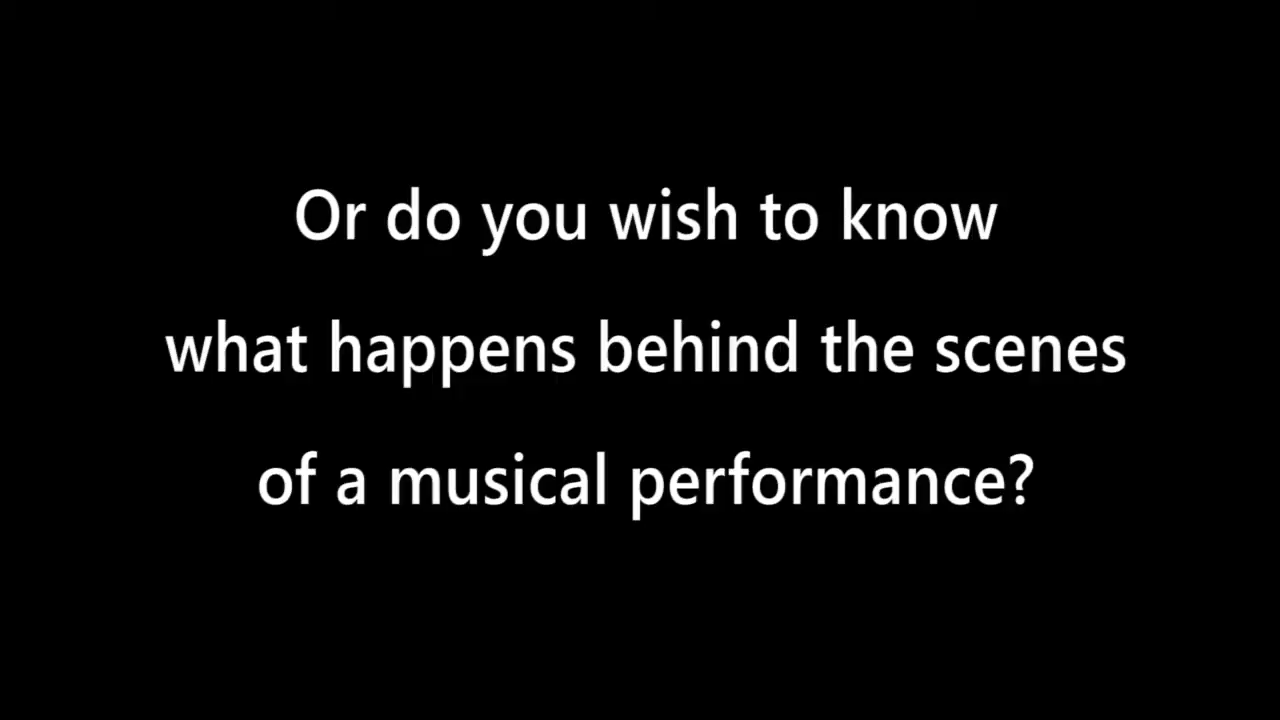 Or do you wish to know
what happens behind the scenes
of a musical performance?